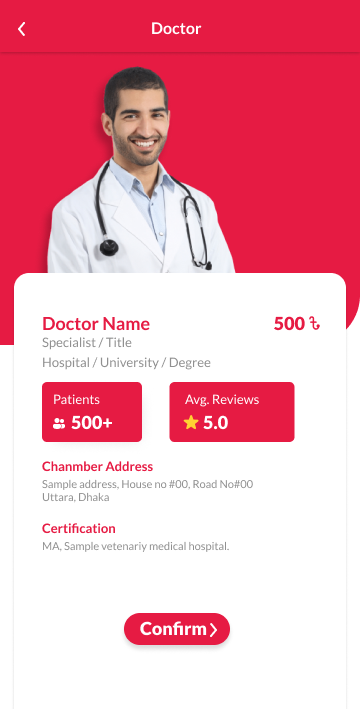 Doctor
Doctor Name
500 ৳
Specialist / Title
Hospital / University / Degree
Patients
500+
Avg. Reviews
5.0
Chanmber Address
Sample address, House no #00, Road No#00
Uttara, Dhaka
Certification
MA, Sample vetenariy medical hospital.
Confirm